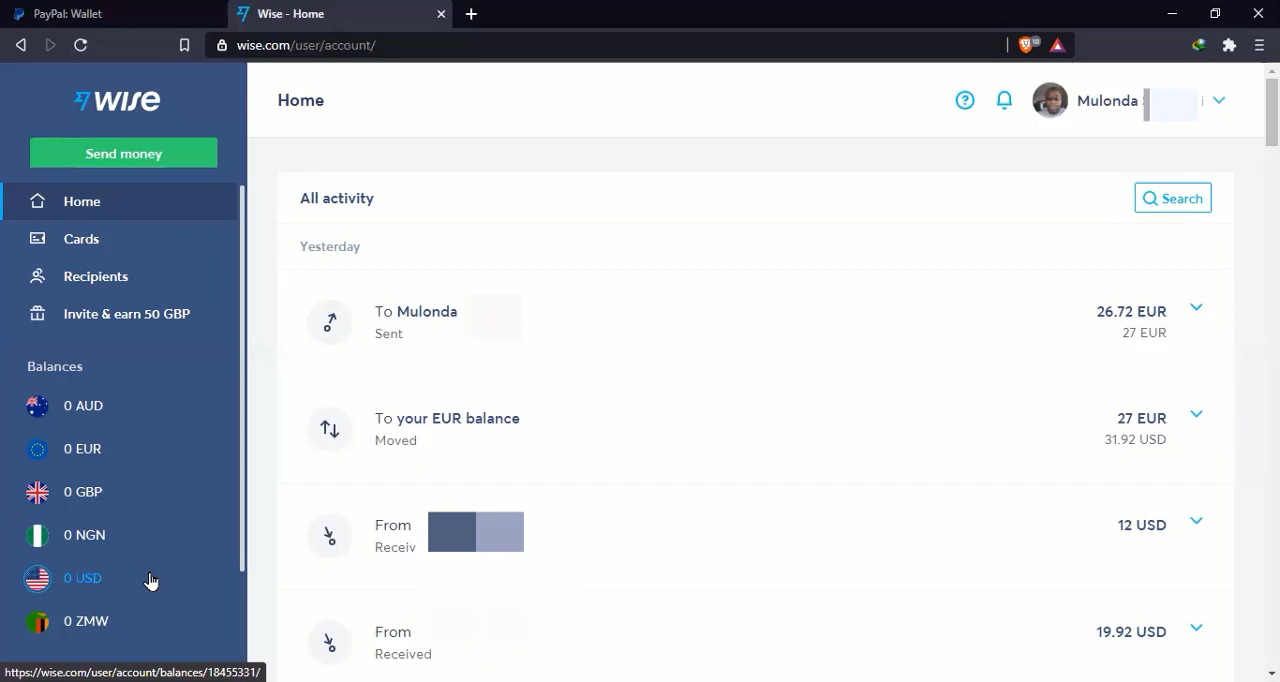 PayPal: Wallet
Wise - Home
wise.com/user/account/
10
WISE
Home
Mulonda
Send money
Home
Cards
Recipients
Invite & earn 50 GBP
Balances
0 AUD
0 EUR
0 GBP
0 NGN
0 USD
0 ZMW
All activity
Search
Yesterday
To Mulonda
Sent
26.72 EUR
27 EUR
To your EUR balance
Moved
27 EUR
31.92 USD
From
Receiv
12 USD
From
Received
19.92 USD
https://wise.com/user/account/balances/18455331/